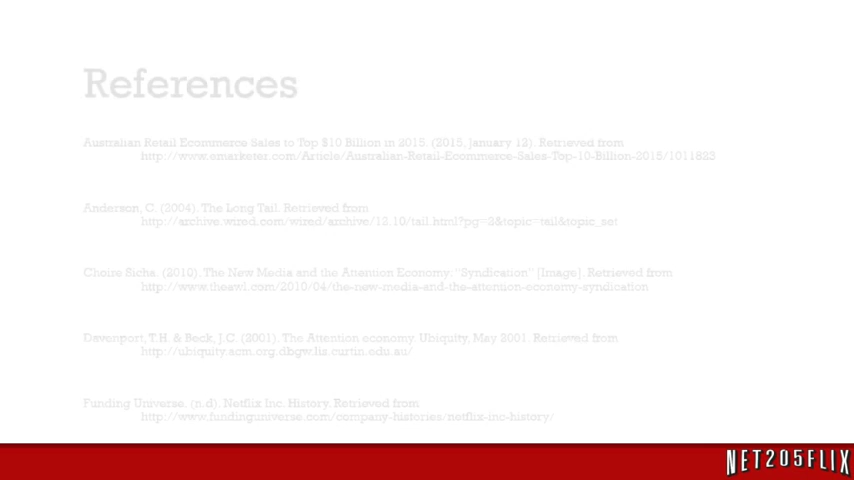 References
Australian Retail Ecommerce Sales to Top $10 Billion in 2015. (2015, January 12). Retrieved from
http://www.emarketer.com/Article/Australian-Retail-Ecommerce-Sales-Top-10-Billion-2015/1011823
Anderson, C. (2004). The Long Tail. Retrieved from
http://archive.wired.com/wired/archive/12.10/tail.html?pg=2&topic=tail&topic_set
Choire Sicha. (2010). The New Media and the Attention Economy: "Syndication" [Image]. Retrieved from
http://www.theawl.com/2010/04/the-new-media-and-the-attention-economy-syndication
Davenport, T.H. & Beck, J.C. (2001). The Attention economy. Ubiquity, May 2001. Retrieved from
http://ubiquity.acm.org.dbgw.lis.curtin.edu.au/
Funding Universe. (n.d). Netflix Inc. History. Retrieved from
http://www.fundinguniverse.com/company-histories/netflix-inc-history/
NET205FLIX